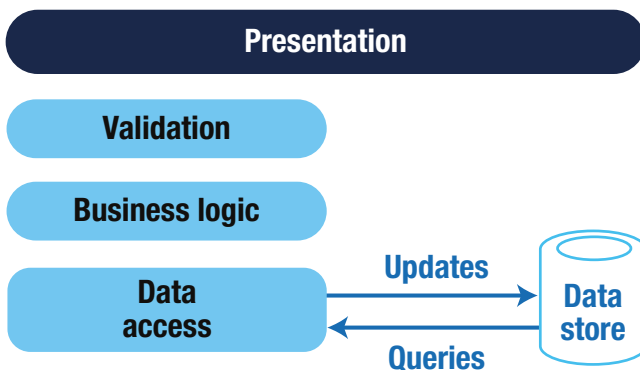 Presentation
Validation
Business logic
Data
access
Updates
Queries
Data
store